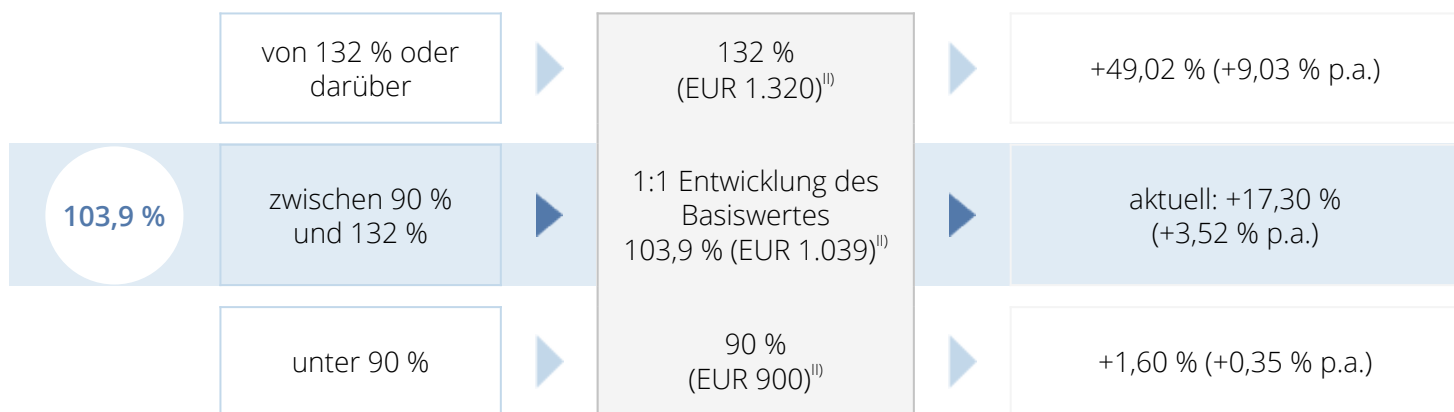 von 132 % oder
darüber
132 %
(EUR 1.320)II)
+49,02 % (+9,03 % p.a.)
103,9 %
zwischen 90 %
und 132 %
1:1 Entwicklung des
Basiswertes
103,9 % (EUR 1.039)II)
aktuell: +17,30 %
(+3,52 % p.a.)
unter 90 %
90 %
(EUR 900)II)
+1,60 % (+0,35 % p.a.)